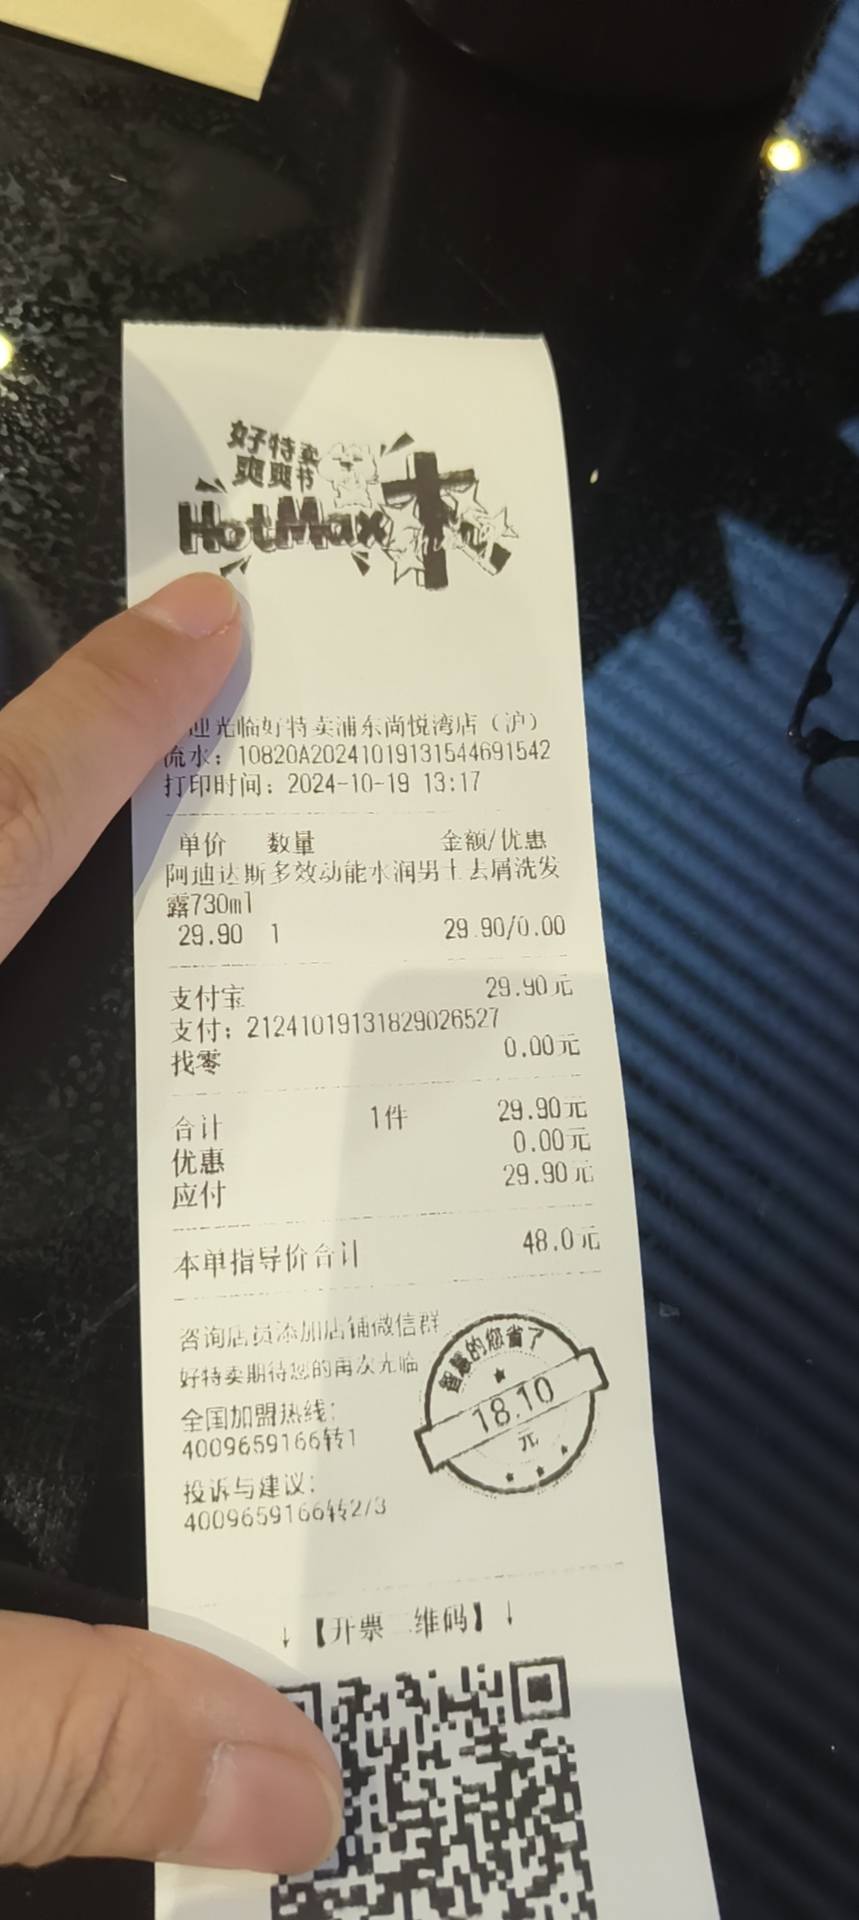 好特卖
爽爽节
HotMax
迎光临好特卖浦东尚悦湾店（沪）
流水：10820A20241019131544691542
打印时间：2024-10-19 13:17
单价 数量 金额/优惠
阿迪达斯多效动能水润男士去屑洗发
露730ml
29.90 1 29.90/0.00
支付宝 29.90元
支付：21241019131829026527
找零 0.00元
合计 1件 29.90元
优惠 0.00元
应付 29.90元
本单指导价合计 48.0元
咨询店员添加店铺微信群
好特卖期待您的再次光临
全国加盟热线：
4009659166转1
投诉与建议：
4009659166转2/3
智慧的您省了
18.10
元
↓【开票二维码】↓